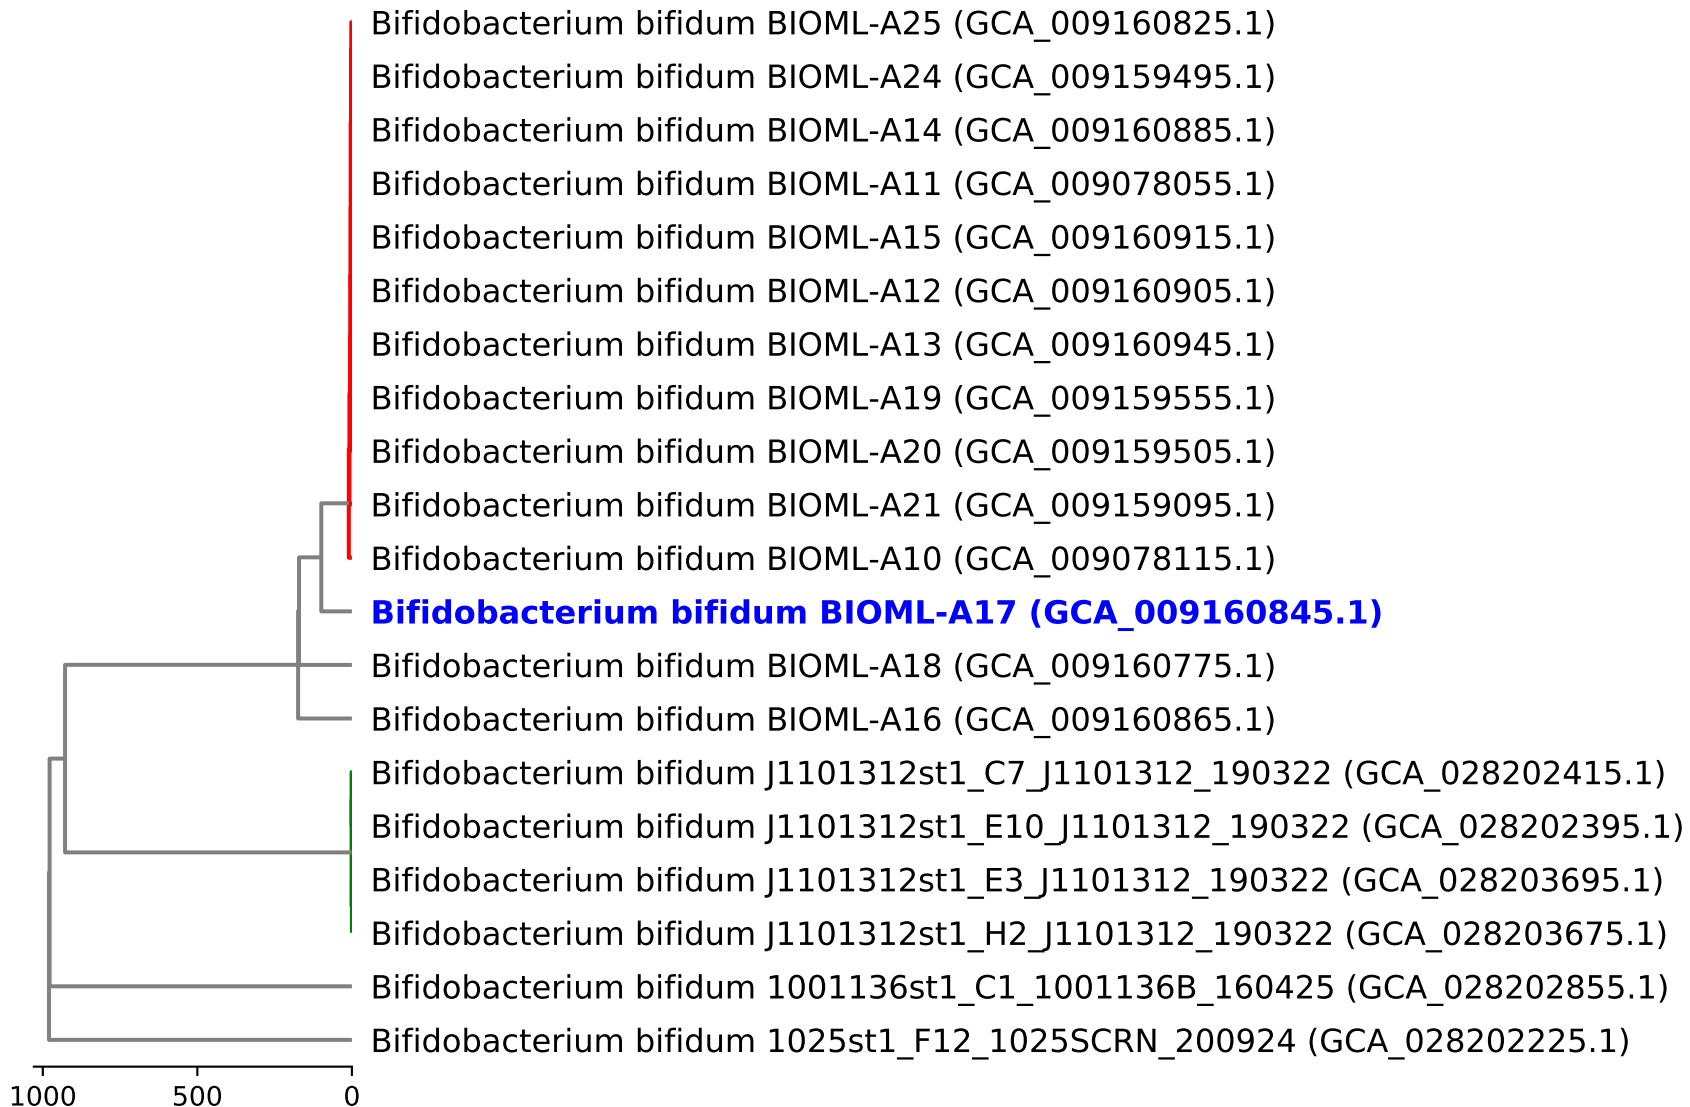 Bifidobacterium bifidum BIOML-A25 (GCA_009160825.1)
Bifidobacterium bifidum BIOML-A24 (GCA_009159495.1)
Bifidobacterium bifidum BIOML-A14 (GCA_009160885.1)
Bifidobacterium bifidum BIOML-A11 (GCA_009078055.1)
Bifidobacterium bifidum BIOML-A15 (GCA_009160915.1)
Bifidobacterium bifidum BIOML-A12 (GCA_009160905.1)
Bifidobacterium bifidum BIOML-A13 (GCA_009160945.1)
Bifidobacterium bifidum BIOML-A19 (GCA_009159555.1)
Bifidobacterium bifidum BIOML-A20 (GCA_009159505.1)
Bifidobacterium bifidum BIOML-A21 (GCA_009159095.1)
Bifidobacterium bifidum BIOML-A10 (GCA_009078115.1)
Bifidobacterium bifidum BIOML-A17 (GCA_009160845.1)
Bifidobacterium bifidum BIOML-A18 (GCA_009160775.1)
Bifidobacterium bifidum BIOML-A16 (GCA_009160865.1)
Bifidobacterium bifidum J1101312st1_C7_J1101312_190322 (GCA_028202415.1)
Bifidobacterium bifidum J1101312st1_E10_J1101312_190322 (GCA_028202395.1)
Bifidobacterium bifidum J1101312st1_E3_J1101312_190322 (GCA_028203695.1)
Bifidobacterium bifidum J1101312st1_H2_J1101312_190322 (GCA_028203675.1)
Bifidobacterium bifidum 1001136st1_C1_1001136B_160425 (GCA_028202855.1)
Bifidobacterium bifidum 1025st1_F12_1025SCRN_200924 (GCA_028202225.1)
1000 500 0